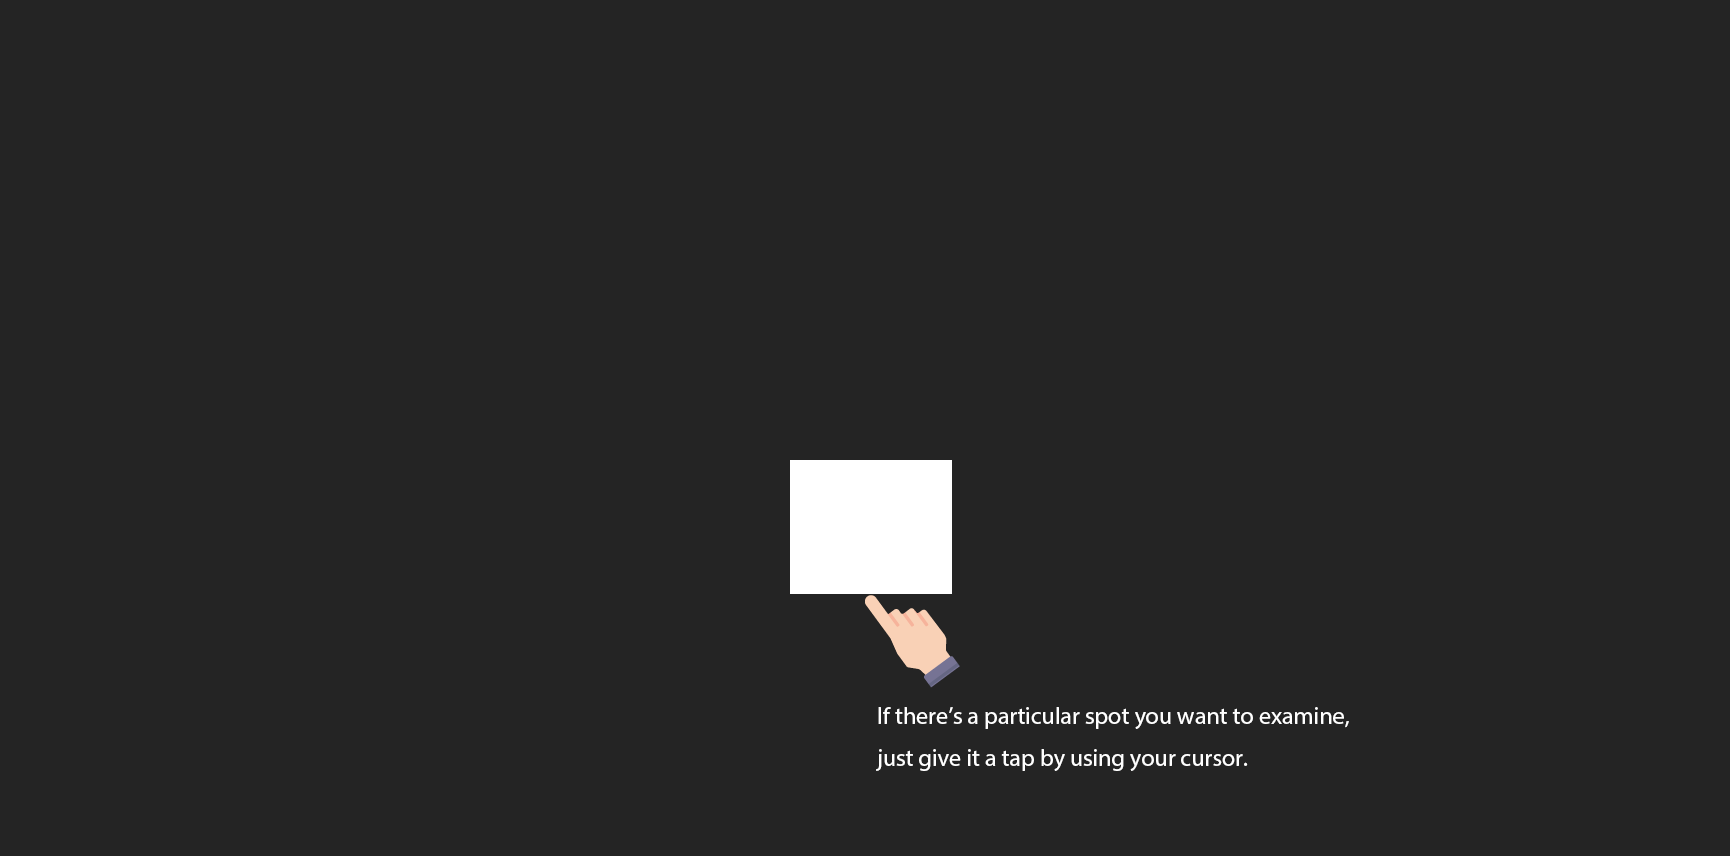 If there’s a particular spot you want to examine,
just give it a tap by using your cursor.